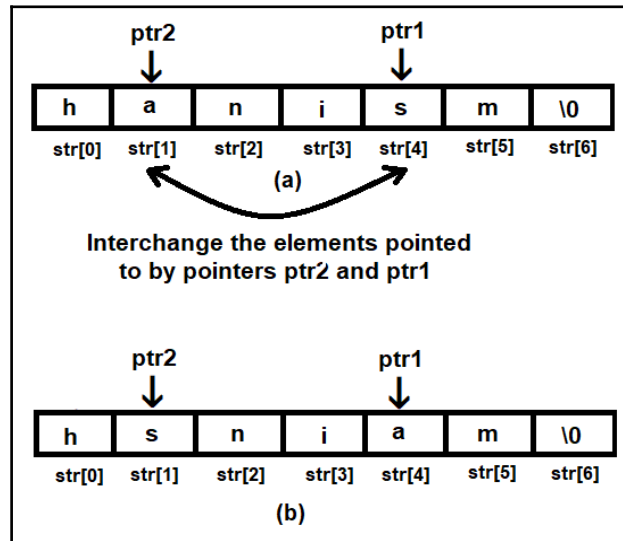 ptr2 ptr1
h a n i s m \0
str[0] str[1] str[2] str[3] str[4] str[5] str[6]
(a)
Interchange the elements pointed
to by pointers ptr2 and ptr1
ptr2 ptr1
h s n i a m \0
str[0] str[1] str[2] str[3] str[4] str[5] str[6]
(b)